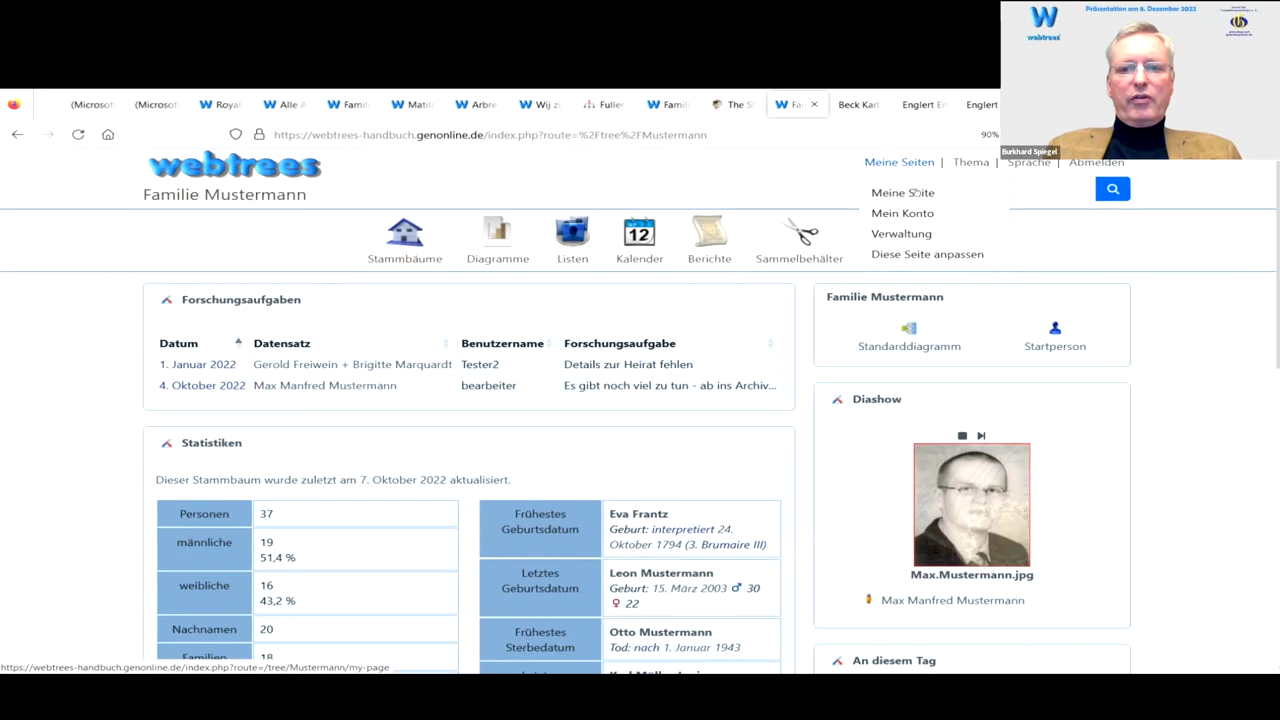 Präsentation am 8. Dezember 2022
webtrees
Burkhard Spiegel
(Microsoft
(Microsoft
Royal
Alle A
Famil
Matil
Arbre
Wij z
Fuller
Famil
The S
Fa
Beck Karl
Englert E
Englert
https://webtrees-handbuch.genonline.de/index.php?route=%2Ftree%2FMustermann
90%
webtrees
Familie Mustermann
Meine Seiten | Thema | Sprache | Abmelden
Meine Seite
Mein Konto
Verwaltung
Diese Seite anpassen
Stammbäume
Diagramme
Listen
12
Kalender
Berichte
Sammelbehälter
Forschungsaufgaben
Datum Datensatz Benutzername Forschungsaufgabe
1. Januar 2022 Gerold Freiwein + Brigitte Marquardt Tester2 Details zur Heirat fehlen
4. Oktober 2022 Max Manfred Mustermann bearbeiter Es gibt noch viel zu tun - ab ins Archiv...
Statistiken
Dieser Stammbaum wurde zuletzt am 7. Oktober 2022 aktualisiert.
Personen 37
männliche 19
51,4 %
weibliche 16
43,2 %
Nachnamen 20
Familien 18
Frühestes Geburtsdatum
Eva Frantz
Geburt: interpretiert 24.
Oktober 1794 (3. Brumaire III)
Letztes Geburtsdatum
Leon Mustermann
Geburt: 15. März 2003 ♂ 30
♀ 22
Frühestes Sterbedatum
Otto Mustermann
Tod: nach 1. Januar 1943
Familie Mustermann
Standarddiagramm
Startperson
Diashow
Max.Mustermann.jpg
Max Manfred Mustermann
An diesem Tag
https://webtrees-handbuch.genonline.de/index.php?route=/tree/Mustermann/my-page